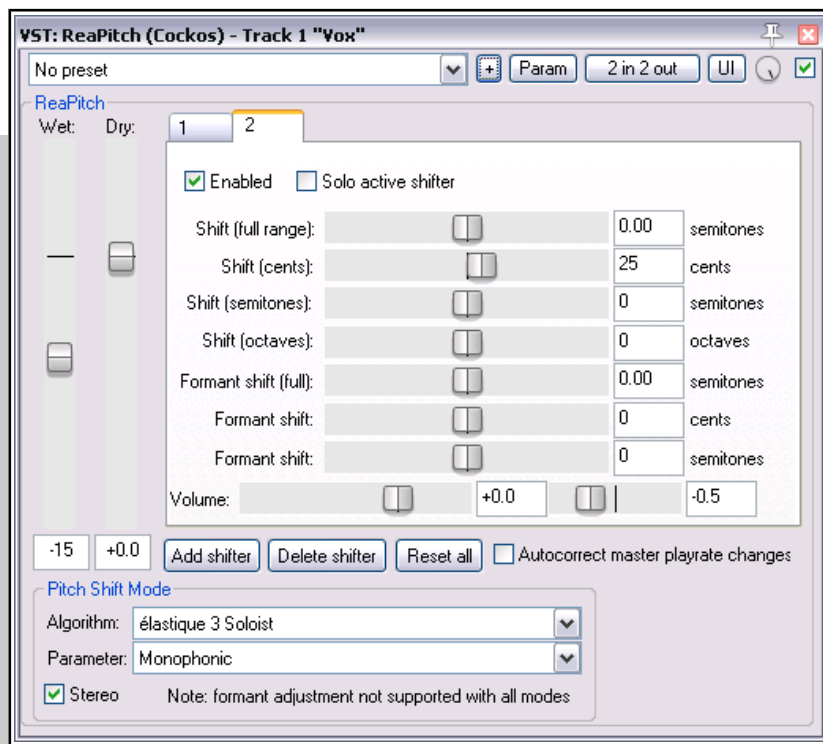 VST: ReaPitch (Cockos) - Track 1 "Vox"
No preset + Param 2 in 2 out UI
ReaPitch
Wet: Dry: 1 2
Enabled Solo active shifter
Shift (full range): 0.00 semitones
Shift (cents): 25 cents
Shift (semitones): 0 semitones
Shift (octaves): 0 octaves
Formant shift (full): 0.00 semitones
Formant shift: 0 cents
Formant shift: 0 semitones
Volume: +0.0 -0.5
-15 +0.0 Add shifter Delete shifter Reset all Autocorrect master playrate changes
Pitch Shift Mode
Algorithm: élastique 3 Soloist
Parameter: Monophonic
Stereo Note: formant adjustment not supported with all modes